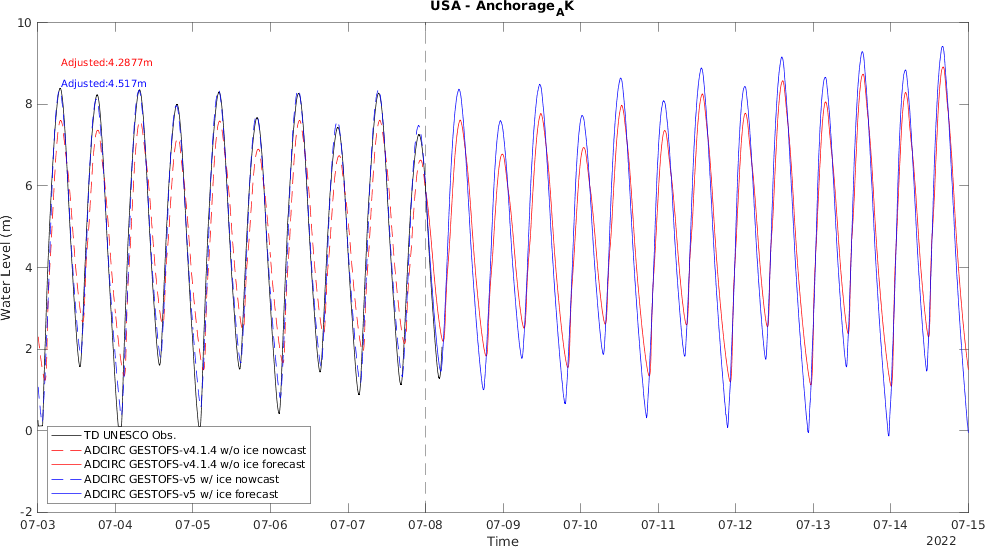 USA - Anchorage_AK
Adjusted:4.2877m
Adjusted:4.517m
Water Level (m)
10
8
6
4
2
0
-2
TD UNESCO Obs.
ADCIRC GESTOFS-v4.1.4 w/o ice nowcast
ADCIRC GESTOFS-v4.1.4 w/o ice forecast
ADCIRC GESTOFS-v5 w/ ice nowcast
ADCIRC GESTOFS-v5 w/ ice forecast
07-03 07-04 07-05 07-06 07-07 07-08 07-09 07-10 07-11 07-12 07-13 07-14 07-15
Time
2022